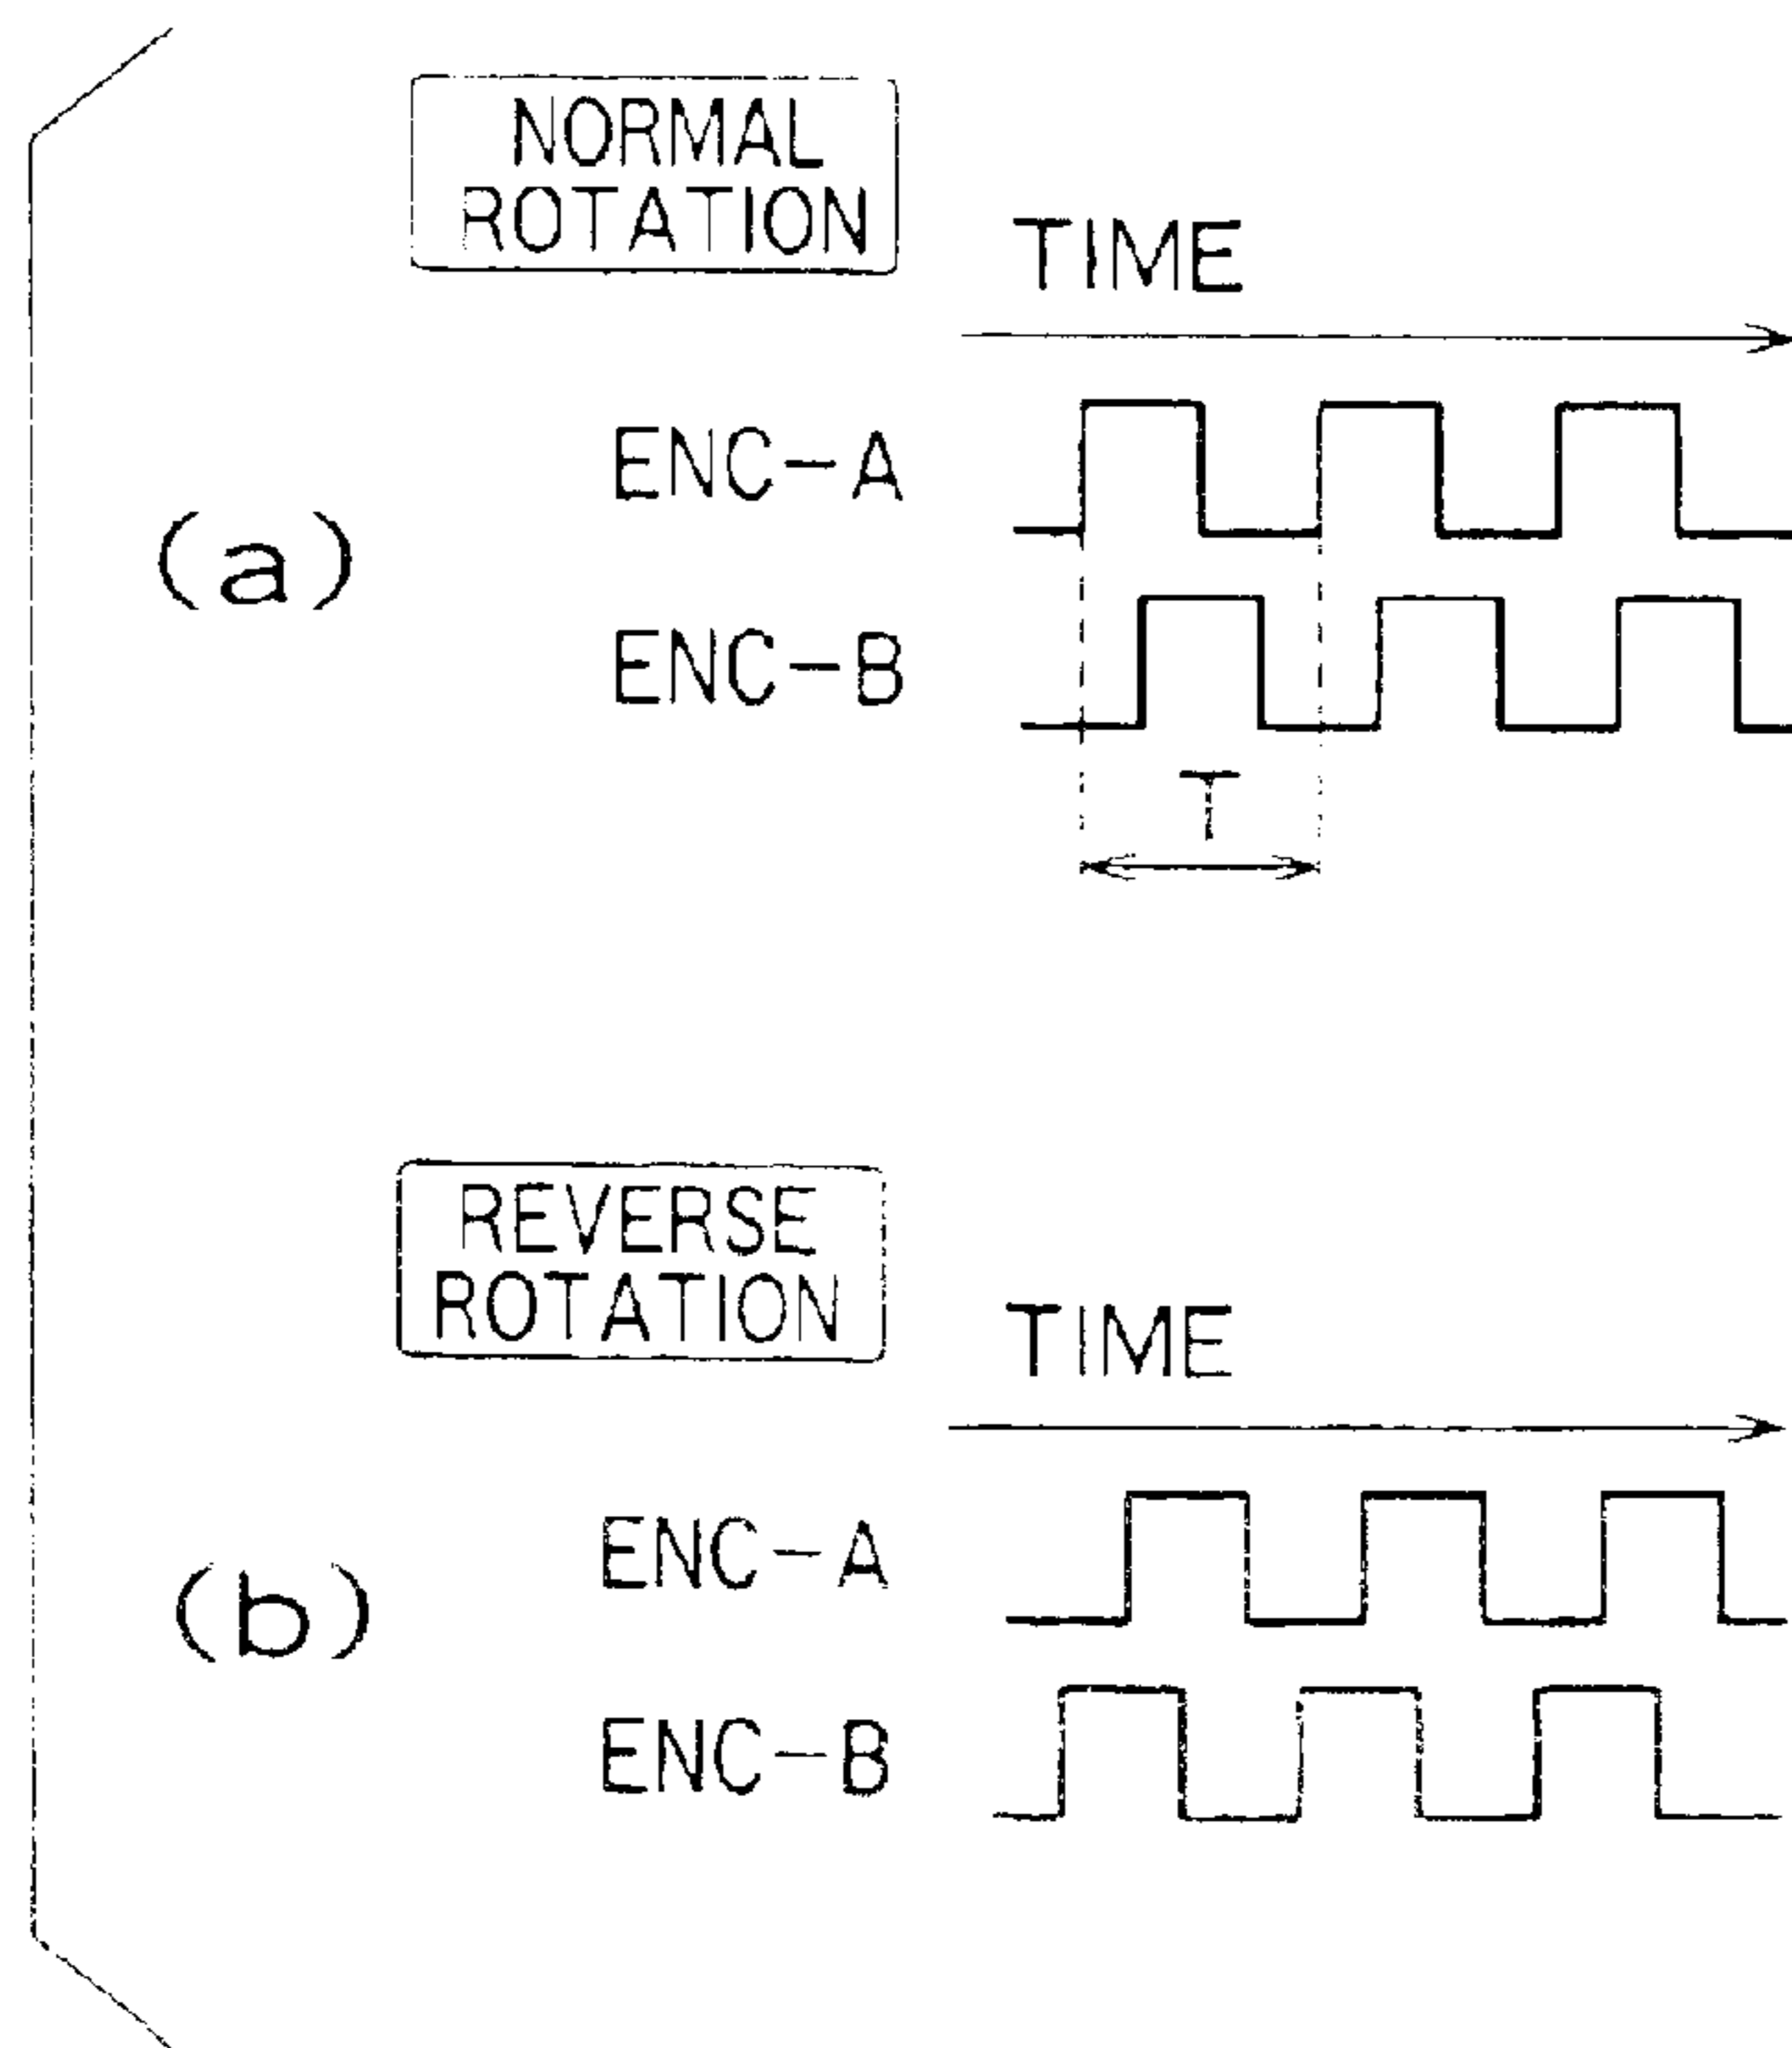 NORMAL
ROTATION
TIME
(a)
ENC-A
ENC-B
T
REVERSE
ROTATION
TIME
(b)
ENC-A
ENC-B